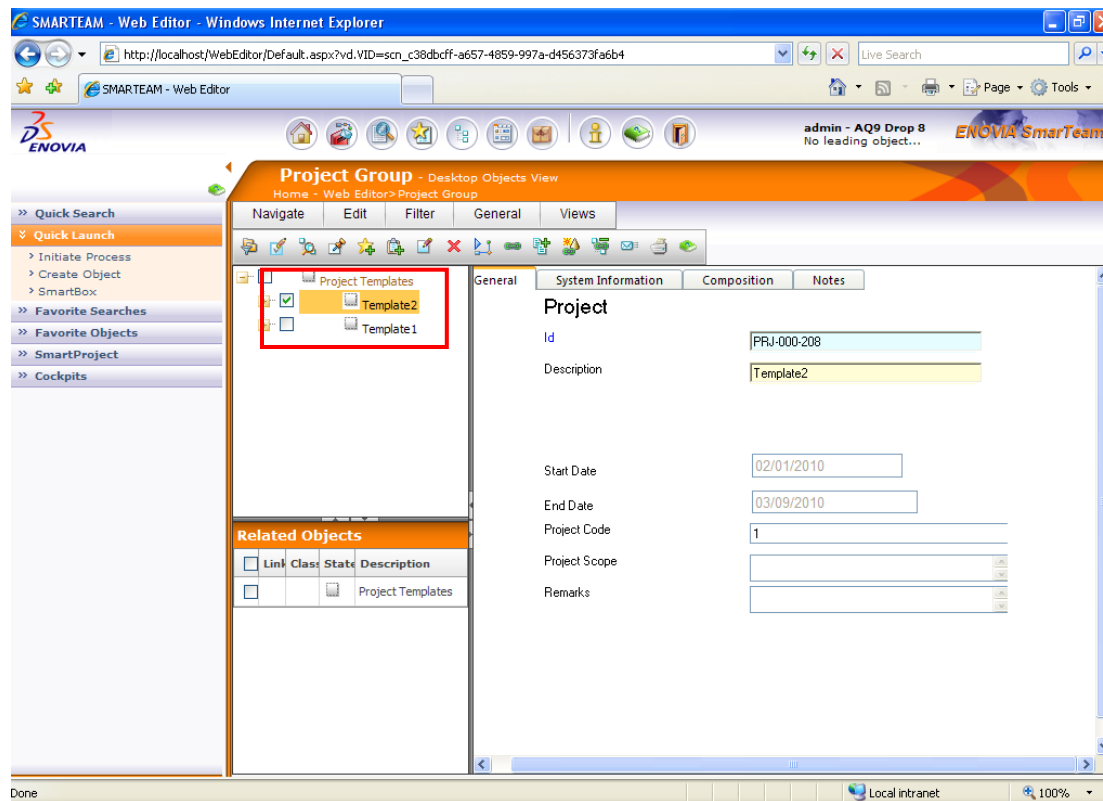 SMARTEAM - Web Editor - Windows Internet Explorer
http://localhost/WebEditor/Default.aspx?vd.VID=scn_c38dbcff-a657-4859-997a-d456373fa6b4
Live Search
SMARTEAM - Web Editor
Page
Tools
ENOVIA
admin - AQ9 Drop 8
No leading object...
ENOVIA SmarTeam
Project Group - Desktop Objects View
Home - Web Editor>Project Group
» Quick Search
Quick Launch
› Initiate Process
› Create Object
› SmartBox
» Favorite Searches
» Favorite Objects
» SmartProject
» Cockpits
Navigate Edit Filter General Views
Project Templates
Template2
Template1
Related Objects
Link Class State Description
Project Templates
General System Information Composition Notes
Project
Id PRJ-000-208
Description Template2
Start Date 02/01/2010
End Date 03/09/2010
Project Code 1
Project Scope
Remarks
Done
Local intranet
100%